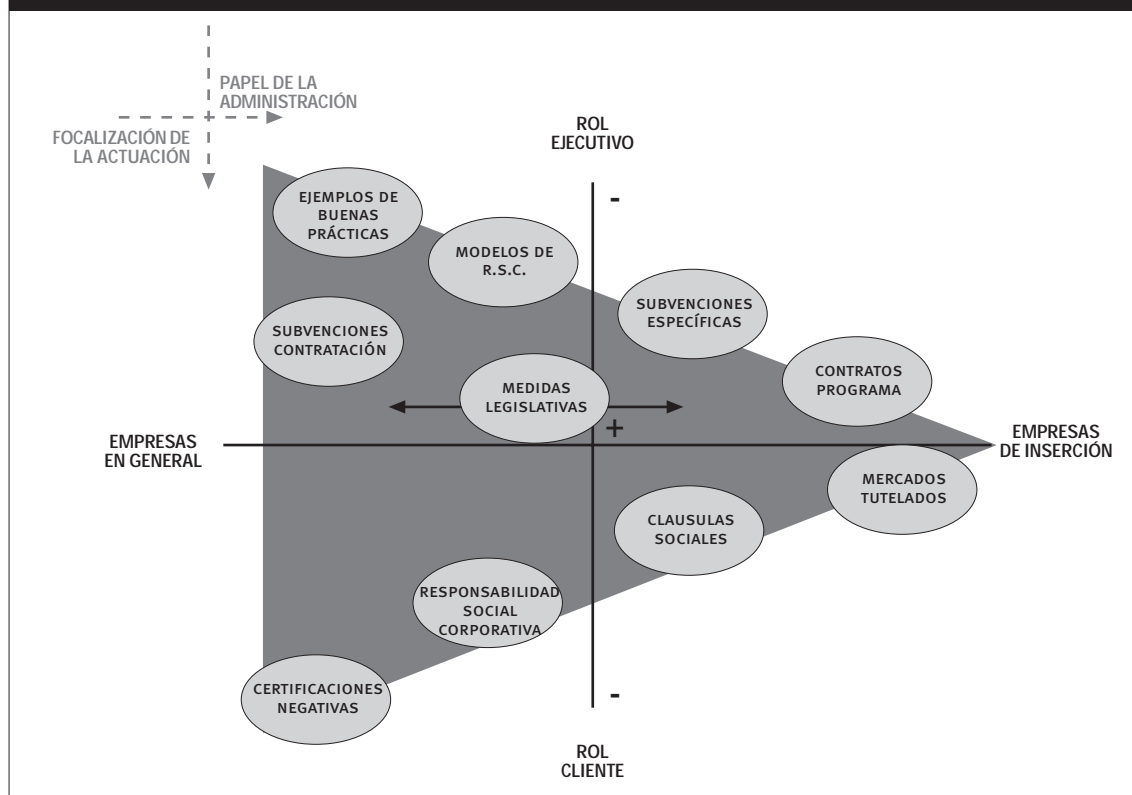 PAPEL DE LA
ADMINISTRACIÓN
FOCALIZACIÓN DE
LA ACTUACIÓN
ROL
EJECUTIVO
-
EJEMPLOS DE
BUENAS
PRÁCTICAS
MODELOS DE
R.S.C.
SUBVENCIONES
ESPECÍFICAS
SUBVENCIONES
CONTRATACIÓN
CONTRATOS
PROGRAMA
MEDIDAS
LEGISLATIVAS
+
EMPRESAS
EN GENERAL
EMPRESAS
DE INSERCIÓN
MERCADOS
TUTELADOS
CLAUSULAS
SOCIALES
RESPONSABILIDAD
SOCIAL
CORPORATIVA
CERTIFICACIONES
NEGATIVAS
-
ROL
CLIENTE